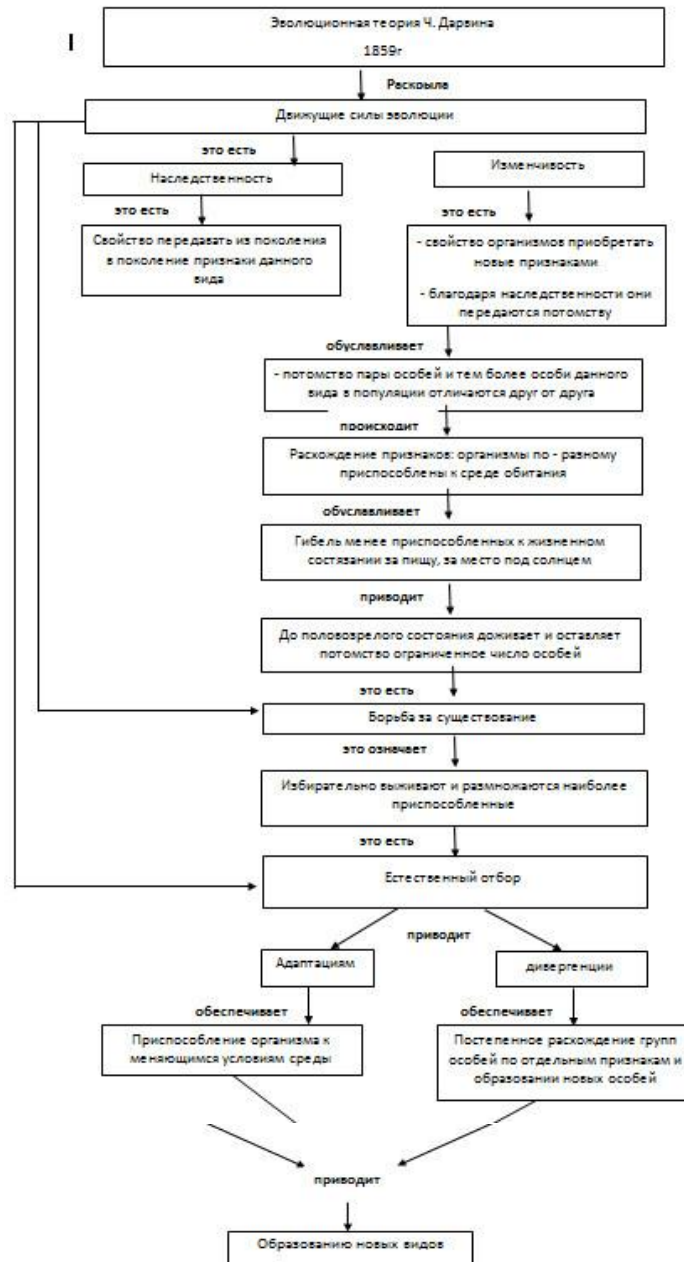 I
Эволюционная теория Ч. Дарвина
1859г
Раскрыла
Движущие силы эволюции
это есть
Наследственность
Изменчивость
это есть
это есть
Свойство передавать из поколения
в поколение признаки данного
вида
- свойство организмов приобретать
новые признаками
- благодаря наследственности они
передаются потомству
обуславливает
- потомство пары особей и тем более особи данного
вида в популяции отличаются друг от друга
происходит
Расхождение признаков: организмы по - разному
приспособлены к среде обитания
обуславливает
Гибель менее приспособленных к жизненном
состязании за пищу, за место под солнцем
приводит
До половозрелого состояния доживает и оставляет
потомство ограниченное число особей
это есть
Борьба за существование
это означает
Избирательно выживают и размножаются наиболее
приспособленные
это есть
Естественный отбор
приводит
Адаптациям
дивергенции
обеспечивает
обеспечивает
Приспособление организма к
меняющимся условиям среды
Постепенное расхождение групп
особей по отдельным признакам и
образовании новых особей
приводит
Образованию новых видов